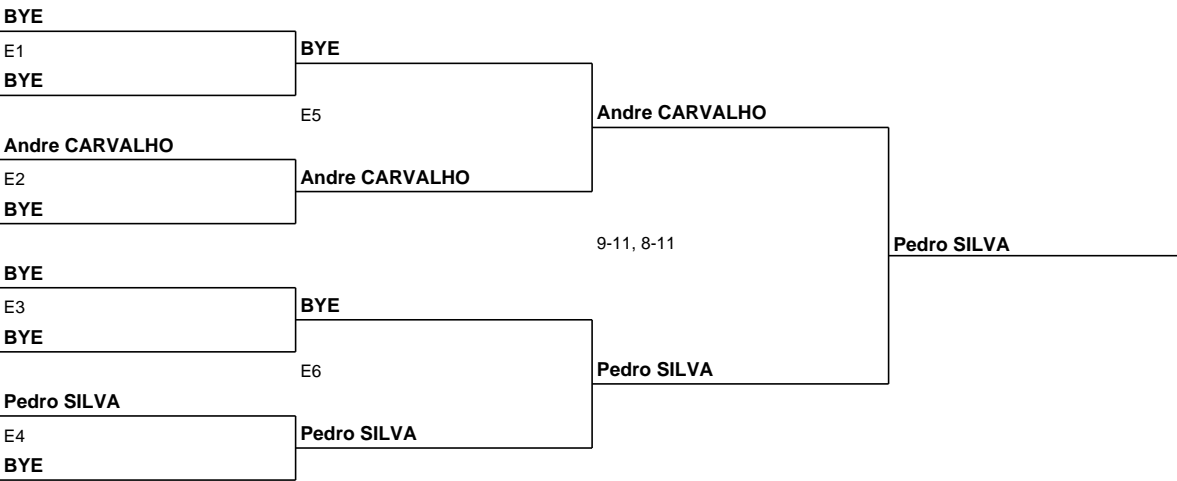 BYE
E1
BYE
BYE
E5
Andre CARVALHO
Andre CARVALHO
E2
Andre CARVALHO
BYE
9-11, 8-11
Pedro SILVA
BYE
E3
BYE
BYE
E6
Pedro SILVA
Pedro SILVA
E4
Pedro SILVA
BYE